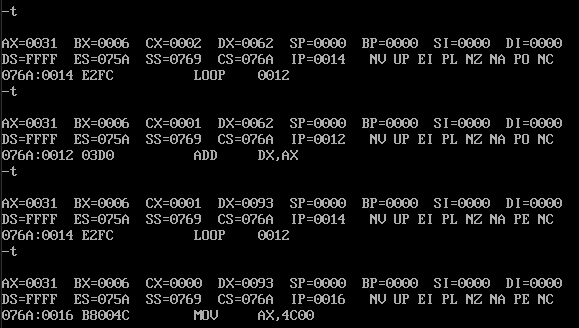 -t
AX=0031 BX=0006 CX=0002 DX=0062 SP=0000 BP=0000 SI=0000 DI=0000
DS=FFFF ES=075A SS=0769 CS=076A IP=0014 NV UP EI PL NZ NA PO NC
076A:0014 E2FC LOOP 0012
-t
AX=0031 BX=0006 CX=0001 DX=0062 SP=0000 BP=0000 SI=0000 DI=0000
DS=FFFF ES=075A SS=0769 CS=076A IP=0012 NV UP EI PL NZ NA PO NC
076A:0012 03D0 ADD DX,AX
-t
AX=0031 BX=0006 CX=0001 DX=0093 SP=0000 BP=0000 SI=0000 DI=0000
DS=FFFF ES=075A SS=0769 CS=076A IP=0014 NV UP EI PL NZ NA PE NC
076A:0014 E2FC LOOP 0012
-t
AX=0031 BX=0006 CX=0000 DX=0093 SP=0000 BP=0000 SI=0000 DI=0000
DS=FFFF ES=075A SS=0769 CS=076A IP=0016 NV UP EI PL NZ NA PE NC
076A:0016 B8004C MOV AX,4C00